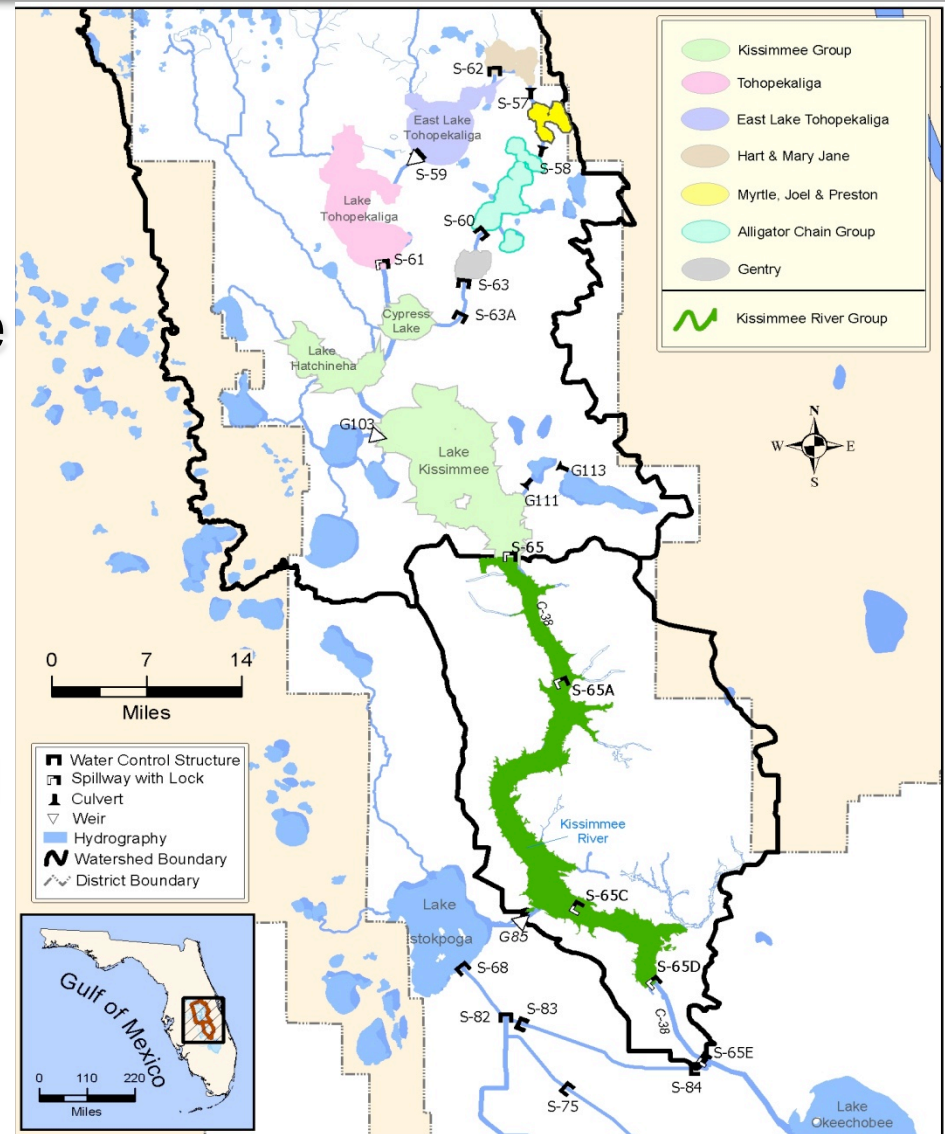 S-62
S-57
East Lake
Tohopekaliga
S-59
S-58
Lake
Tohopekaliga
S-60
S-61
S-63
S-63A
Cypress
Lake
Lake
Hatchineha
G103
Lake
Kissimmee
G113
G111
S-65
C-38
S-65A
Kissimmee
River
S-65C
Lake
Istokpoga
G85
S-65D
S-68
C-38
S-82
S-83
S-65E
S-84
S-75
Lake
Okeechobee
Kissimmee Group
Tohopekaliga
East Lake Tohopekaliga
Hart & Mary Jane
Myrtle, Joel & Preston
Alligator Chain Group
Gentry
Kissimmee River Group
N
W E
S
0 7 14
Miles
Water Control Structure
Spillway with Lock
Culvert
Weir
Hydrography
Watershed Boundary
District Boundary
Gulf of Mexico
0 110 220
Miles